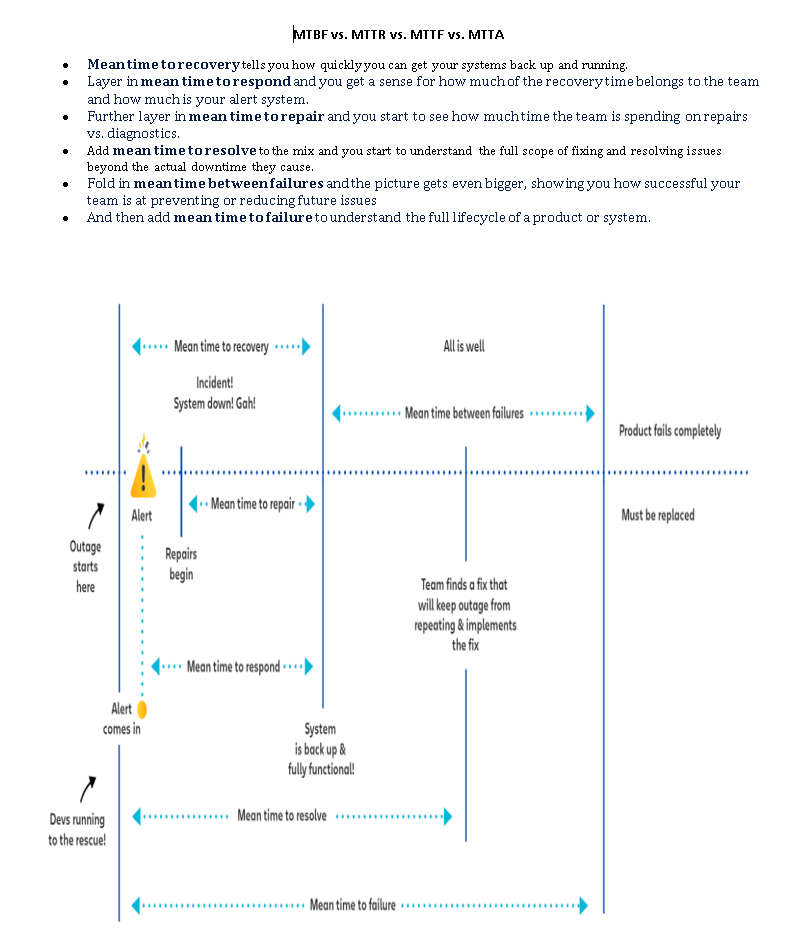 MTBF vs. MTTR vs. MTTF vs. MTTA
• Mean time to recovery tells you how quickly you can get your systems back up and running.
• Layer in mean time to respond and you get a sense for how much of the recovery time belongs to the team
and how much is your alert system.
• Further layer in mean time to repair and you start to see how much time the team is spending on repairs
vs. diagnostics.
• Add mean time to resolve to the mix and you start to understand the full scope of fixing and resolving issues
beyond the actual downtime they cause.
• Fold in mean time between failures and the picture gets even bigger, showing you how successful your
team is at preventing or reducing future issues
• And then add mean time to failure to understand the full lifecycle of a product or system.
Mean time to recovery
All is well
Incident!
System down! Gah!
Mean time between failures
Product fails completely
Mean time to repair
Alert
Must be replaced
Outage
starts
here
Repairs
begin
Team finds a fix that
will keep outage from
repeating & implements
the fix
Mean time to respond
Alert
comes in
System
is back up &
fully functional!
Devs running
to the rescue!
Mean time to resolve
Mean time to failure